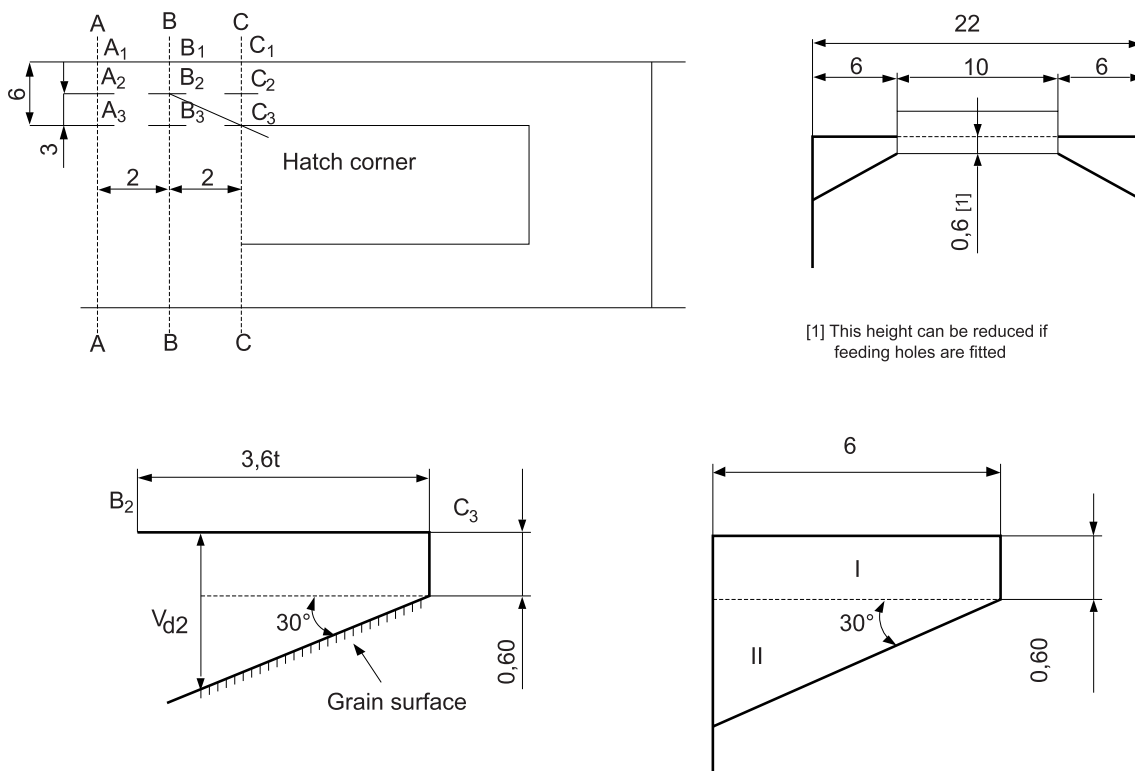 A B C
A1 B1 C1
A2 B2 C2
A3 B3 C3
6
3
2 2
Hatch corner
A B C
22
6 10 6
0,6 [1]
[1] This height can be reduced if
feeding holes are fitted
3,6t
B2 C3
Vd2
30°
0,60
Grain surface
6
I
30°
II
0,60